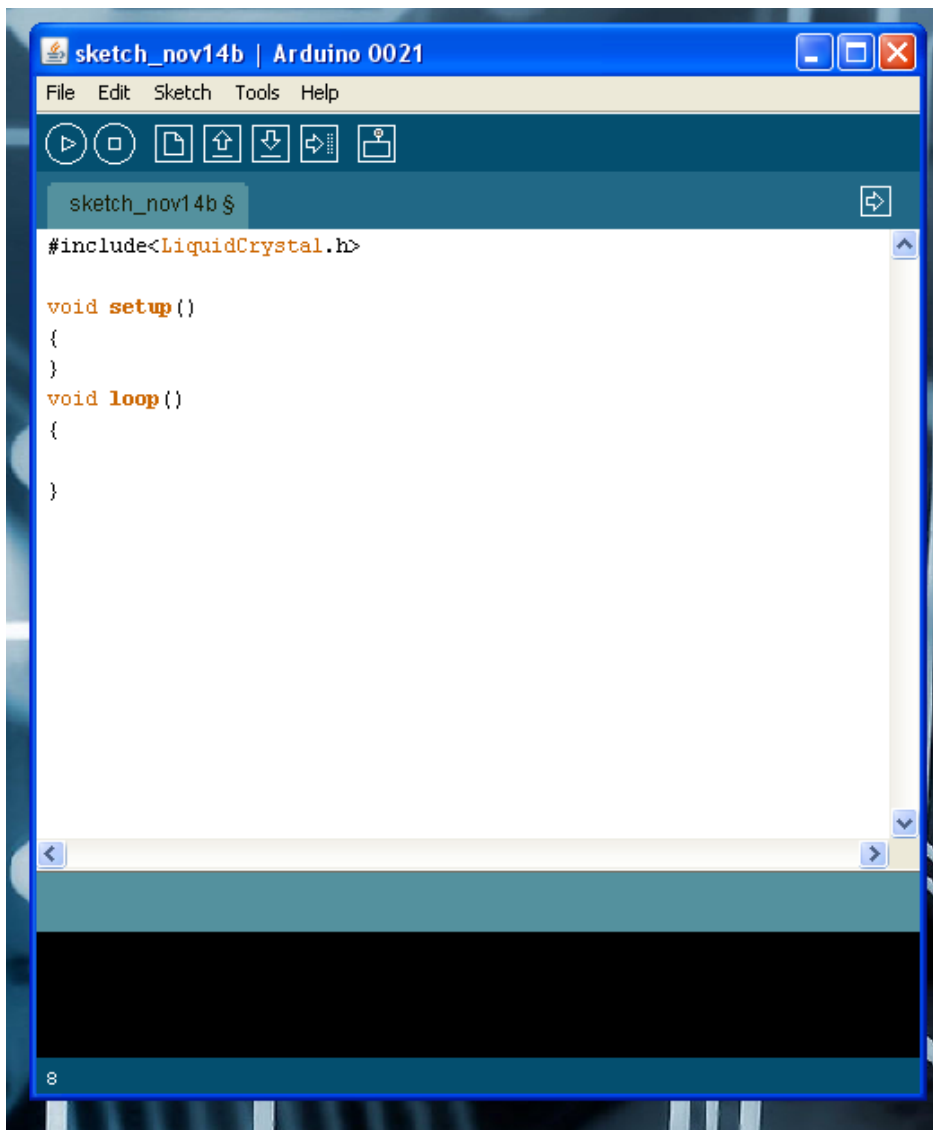 sketch_nov14b | Arduino 0021
File Edit Sketch Tools Help
sketch_nov14b §
#include<LiquidCrystal.h>
void setup()
{
}
void loop()
{
}
8